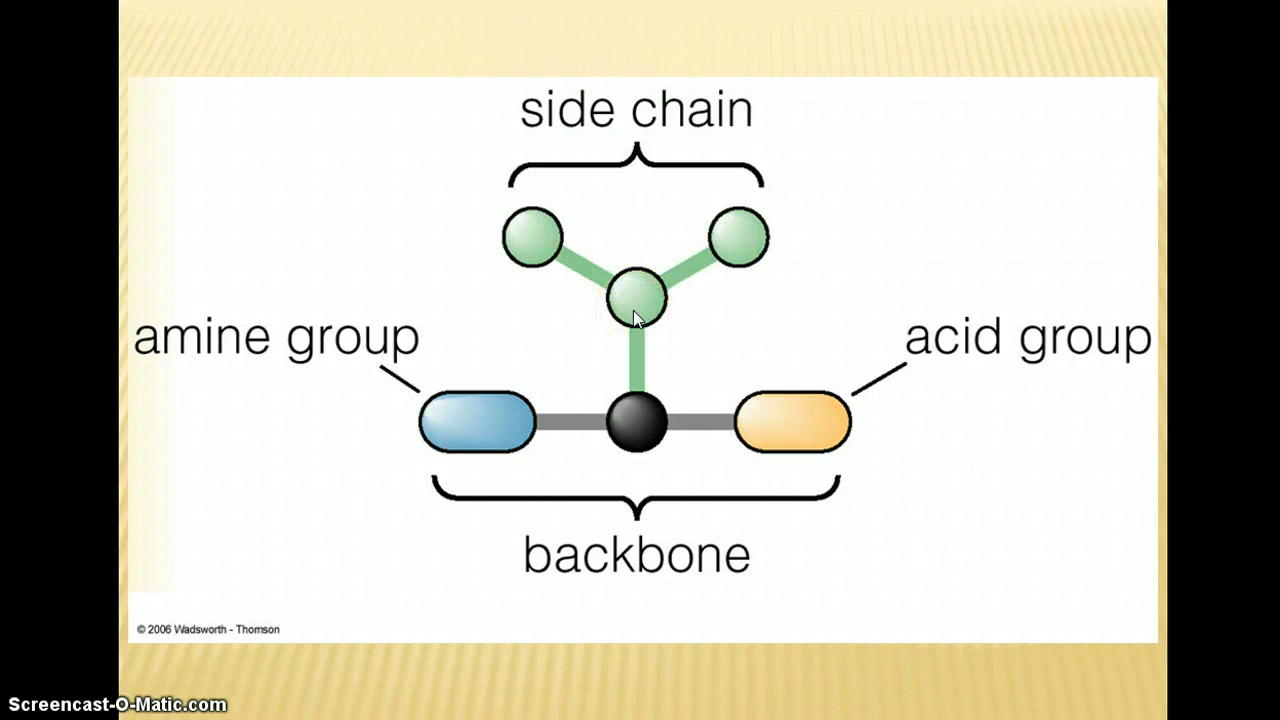 side chain
amine group
acid group
backbone
© 2006 Wadsworth - Thomson
Screencast-O-Matic.com